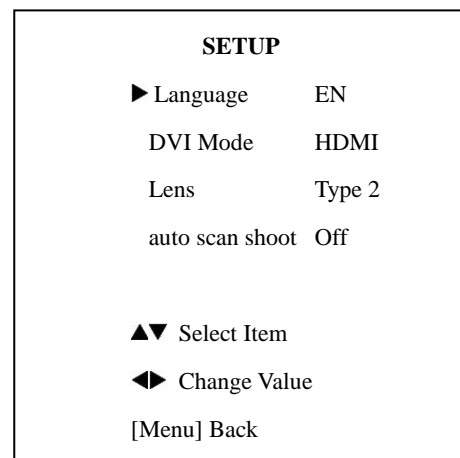 SETUP
▶ Language EN
DVI Mode HDMI
Lens Type 2
auto scan shoot Off
▲▼ Select Item
◀▶ Change Value
[Menu] Back